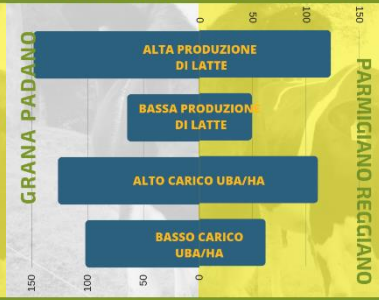 0
50
100
150
GRANA PADANO
ALTA PRODUZIONE
DI LATTE
BASSA PRODUZIONE
DI LATTE
ALTO CARICO UBA/HA
BASSO CARICO
UBA/HA
PARMIGIANO REGGIANO
150
100
50
0